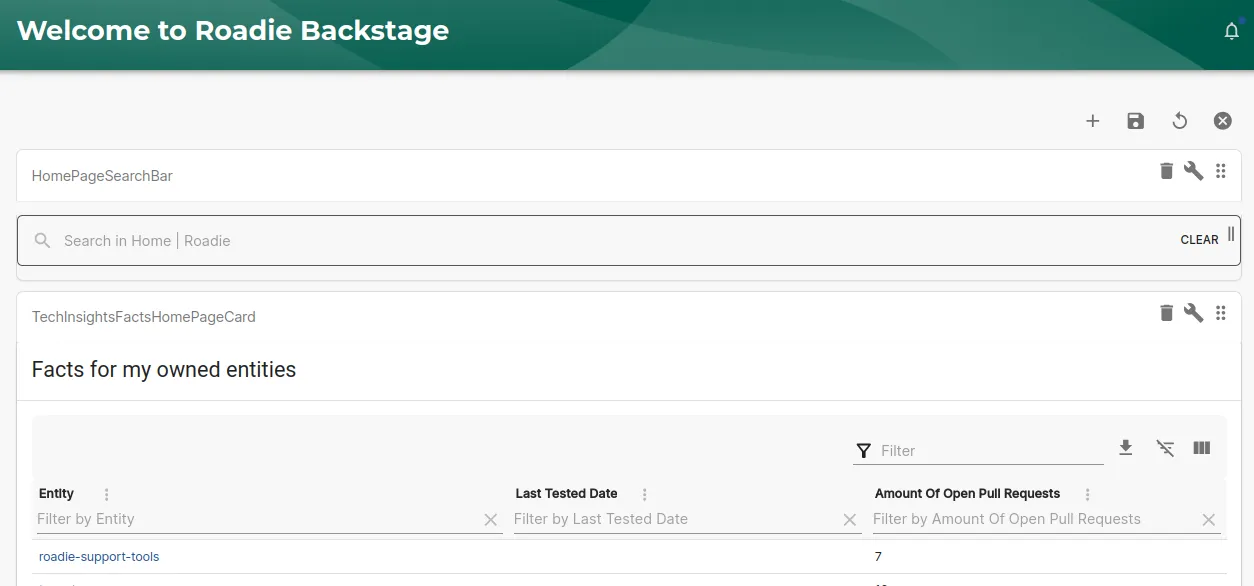 Welcome to Roadie Backstage
HomePageSearchBar
Search in Home | Roadie
CLEAR
TechInsightsFactsHomePageCard
Facts for my owned entities
Filter
Entity Last Tested Date Amount Of Open Pull Requests
Filter by Entity Filter by Last Tested Date Filter by Amount Of Open Pull Requests
roadie-support-tools 7